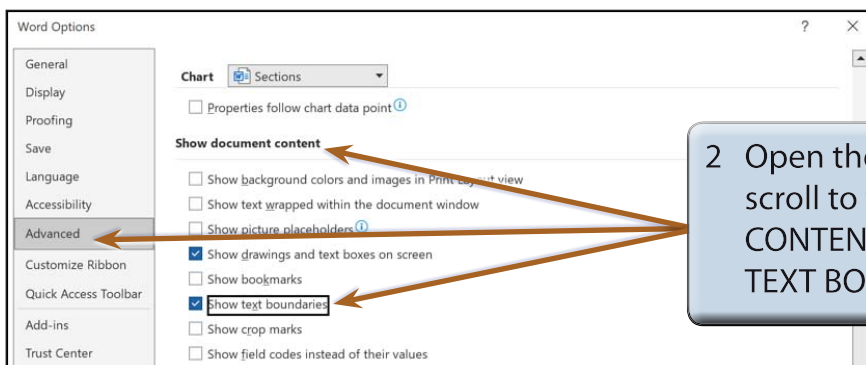 Word Options
?
General
Display
Proofing
Save
Language
Accessibility
Advanced
Customize Ribbon
Quick Access Toolbar
Add-ins
Trust Center
Chart Sections
Properties follow chart data point
Show document content
Show background colors and images in Print Layout view
Show text wrapped within the document window
Show picture placeholders
Show drawings and text boxes on screen
Show bookmarks
Show text boundaries
Show crop marks
Show field codes instead of their values
2 Open the
scroll to
CONTEN
TEXT BO